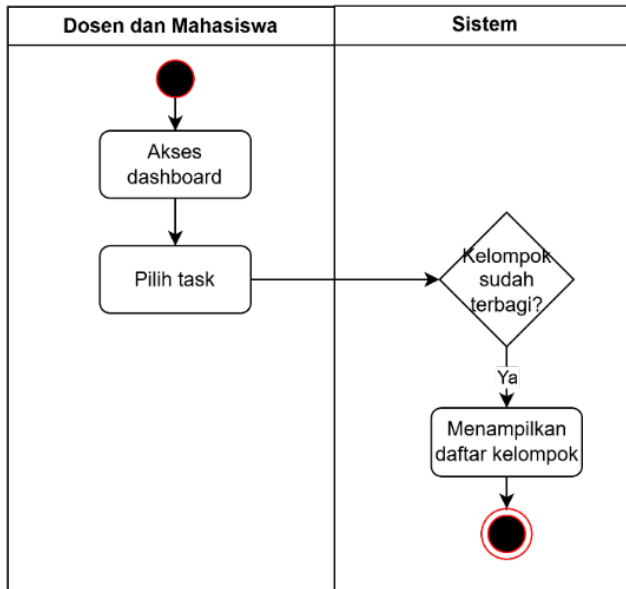 Dosen dan Mahasiswa
Sistem
Akses
dashboard
Pilih task
Kelompok
sudah
terbagi?
Ya
Menampilkan
daftar kelompok